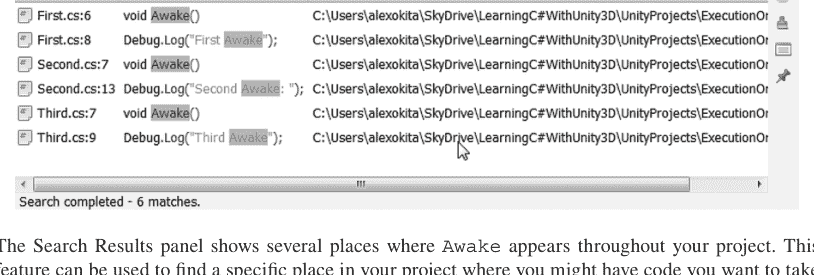 First.cs:6 void Awake() C:\Users\alexokita\SkyDrive\LearningC#WithUnity3D\UnityProjects\ExecutionOr
First.cs:8 Debug.Log("First Awake"); C:\Users\alexokita\SkyDrive\LearningC#WithUnity3D\UnityProjects\ExecutionOr
Second.cs:7 void Awake() C:\Users\alexokita\SkyDrive\LearningC#WithUnity3D\UnityProjects\ExecutionOr
Second.cs:13 Debug.Log("Second Awake: "); C:\Users\alexokita\SkyDrive\LearningC#WithUnity3D\UnityProjects\ExecutionOr
Third.cs:7 void Awake() C:\Users\alexokita\SkyDrive\LearningC#WithUnity3D\UnityProjects\ExecutionOr
Third.cs:9 Debug.Log("Third Awake"); C:\Users\alexokita\SkyDrive\LearningC#WithUnity3D\UnityProjects\ExecutionOr
Search completed - 6 matches.
The Search Results panel shows several places where Awake appears throughout your project. This
feature can be used to find a specific place in your project where you might have code you want to take